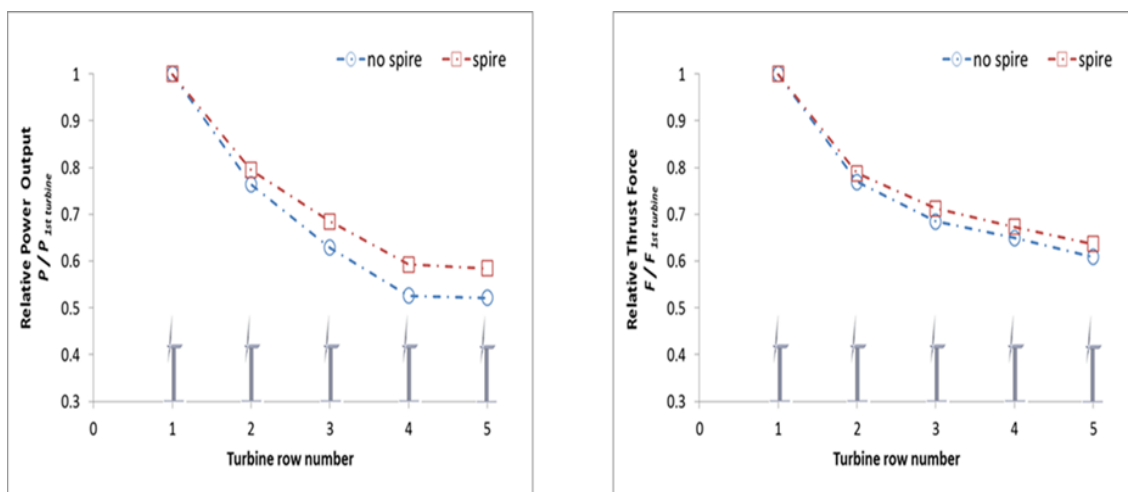 no spire spire
1
0.9
0.8
0.7
0.6
0.5
0.4
0.3
0 1 2 3 4 5
Relative Power Output
P / P 1st turbine
Turbine row number
no spire spire
1
0.9
0.8
0.7
0.6
0.5
0.4
0.3
0 1 2 3 4 5
Relative Thrust Force
F / F 1st turbine
Turbine row number